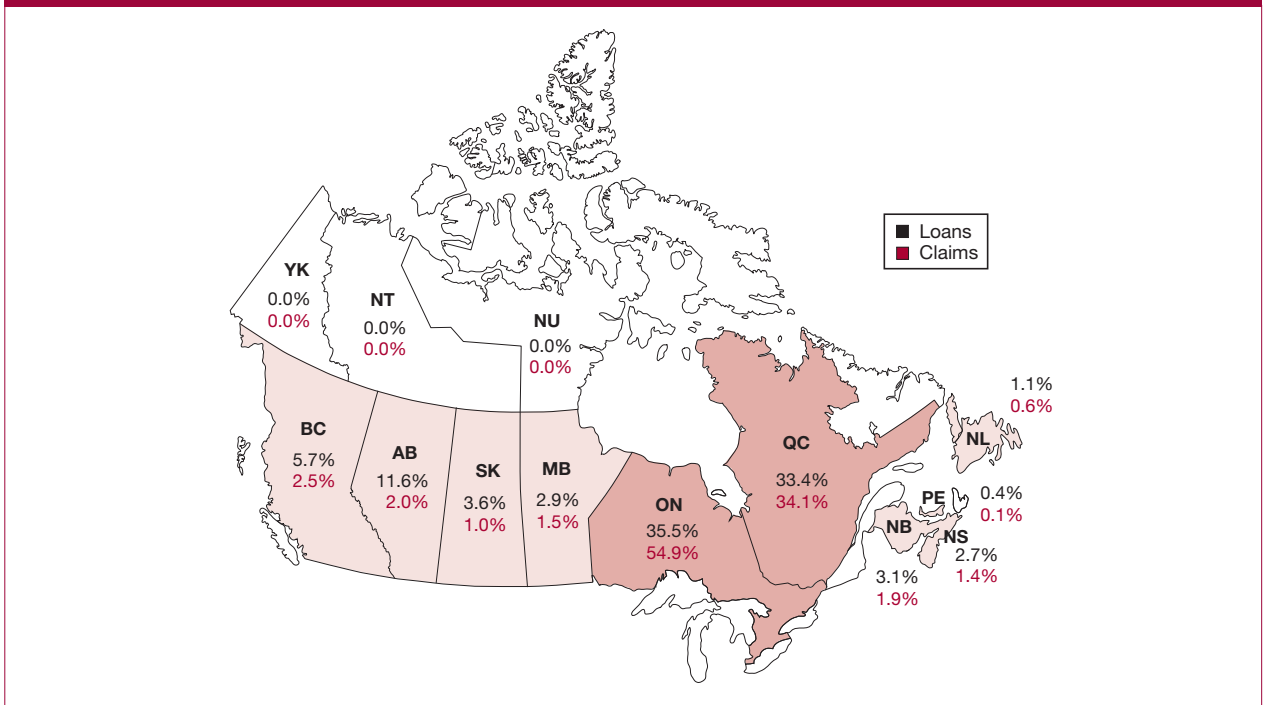 Loans
Claims
YK
0.0%
0.0%
NT
0.0%
0.0%
NU
0.0%
0.0%
BC
5.7%
2.5%
AB
11.6%
2.0%
SK
3.6%
1.0%
MB
2.9%
1.5%
ON
35.5%
54.9%
QC
33.4%
34.1%
1.1%
0.6%
NL
PE
0.4%
0.1%
NB
3.1%
1.9%
NS
2.7%
1.4%